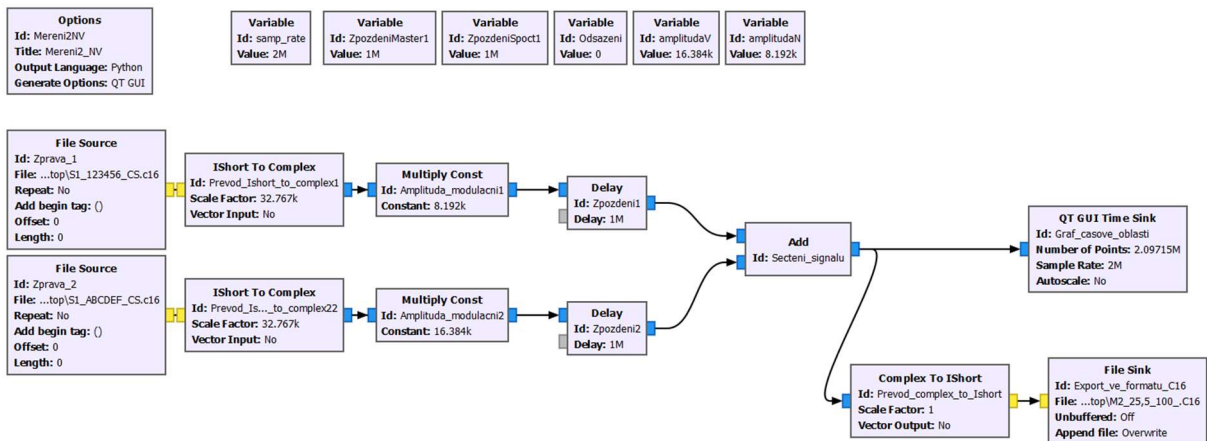 Options
Id: Mereni2NV
Title: Mereni2_NV
Output Language: Python
Generate Options: QT GUI
Variable
Id: samp_rate
Value: 2M
Variable
Id: ZpozdeniMaster1
Value: 1M
Variable
Id: ZpozdeniSpoct1
Value: 1M
Variable
Id: Odsazeni
Value: 0
Variable
Id: amplitudaV
Value: 16.384k
Variable
Id: amplitudaN
Value: 8.192k
File Source
Id: Zprava_1
File: ...top\S1_123456_CS.c16
Repeat: No
Add begin tag: ()
Offset: 0
Length: 0
IShort To Complex
Id: Prevod_Ishort_to_complex1
Scale Factor: 32.767k
Vector Input: No
Multiply Const
Id: Amplituda_modulacni1
Constant: 8.192k
Delay
Id: Zpozdeni1
Delay: 1M
Add
Id: Secteni_signalu
QT GUI Time Sink
Id: Graf_casove_oblasti
Number of Points: 2.09715M
Sample Rate: 2M
Autoscale: No
File Source
Id: Zprava_2
File: ...top\S1_ABCDEF_CS.c16
Repeat: No
Add begin tag: ()
Offset: 0
Length: 0
IShort To Complex
Id: Prevod_Is..._to_complex22
Scale Factor: 32.767k
Vector Input: No
Multiply Const
Id: Amplituda_modulacni2
Constant: 16.384k
Delay
Id: Zpozdeni2
Delay: 1M
Complex To IShort
Id: Prevod_complex_to_Ishort
Scale Factor: 1
Vector Output: No
File Sink
Id: Export_ve_formatu_C16
File: ...top\M2_25,5_100_.C16
Unbuffered: Off
Append file: Overwrite